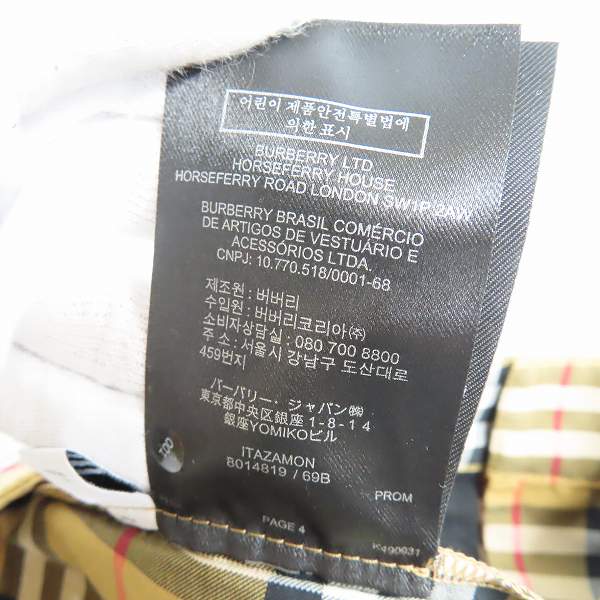 어린이 제품안전특별법에
의한 표시
BURBERRY LTD
HORSEFERRY HOUSE
HORSEFERRY ROAD LONDON SW1P 2AW
BURBERRY BRASIL COMÉRCIO
DE ARTIGOS DE VESTUÁRIO E
ACESSÓRIOS LTDA.
CNPJ: 10.770.518/0001-68
제조원 : 버버리
수입원 : 버버리코리아㈜
소비자상담실 : 080 700 8800
주 소 : 서울시 강남구 도산대로
459번지
バーバリー・ジャパン㈱
東京都中央区銀座 1-8-14
銀座YOMIKOビル
ITAZAMON
8014819 / 69B
PROM
PAGE 4
K490031